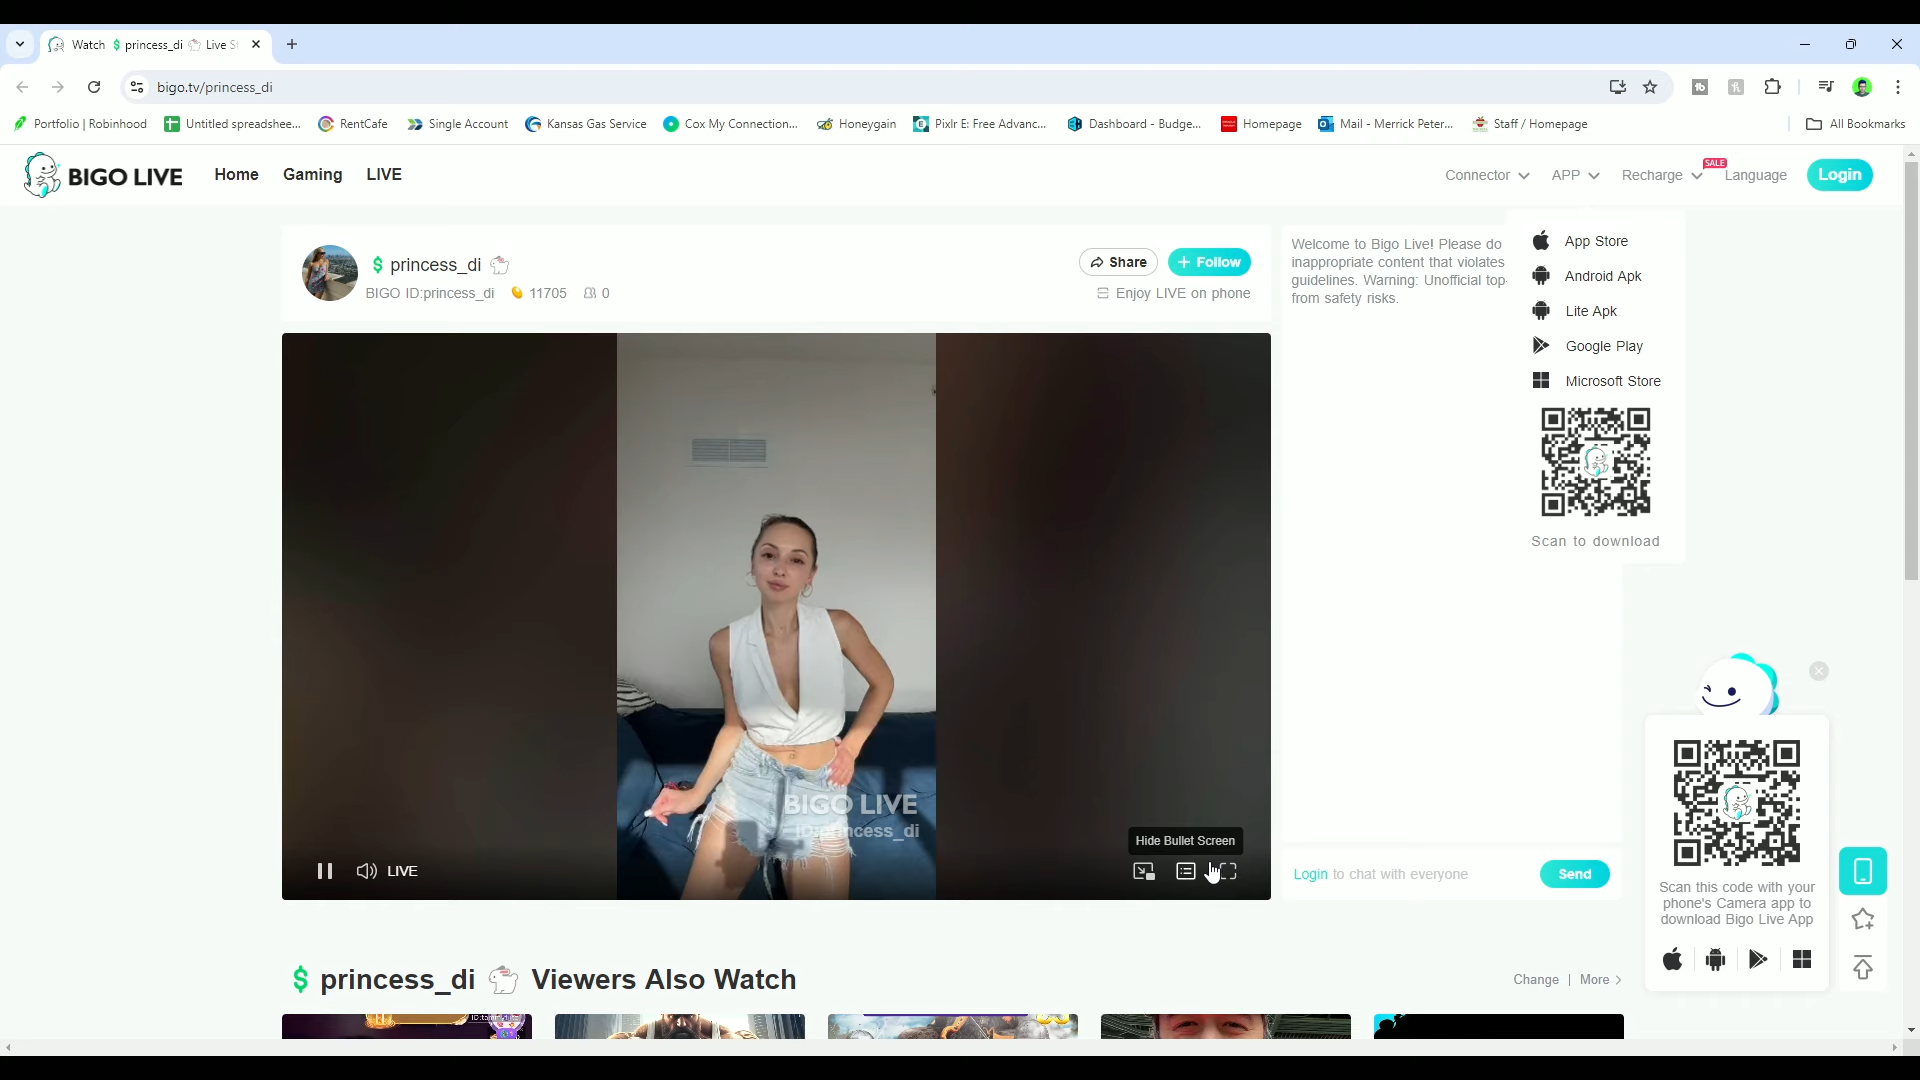 Watch $ princess_di Live S
bigo.tv/princess_di
Portfolio | Robinhood
Untitled spreadshee...
RentCafe
Single Account
Kansas Gas Service
Cox My Connection...
Honeygain
Pixlr E: Free Advanc...
Dashboard - Budge...
Homepage
Mail - Merrick Peter...
Staff / Homepage
All Bookmarks
BIGO LIVE
Home
Gaming
LIVE
Connector
APP
Recharge
SALE
Language
Login
$ princess_di
BIGO ID:princess_di
11705
0
Share
+ Follow
Enjoy LIVE on phone
Welcome to Bigo Live! Please do
inappropriate content that violates
guidelines. Warning: Unofficial top-
from safety risks.
App Store
Android Apk
Lite Apk
Google Play
Microsoft Store
Scan to download
BIGO LIVE
ID:princess_di
Hide Bullet Screen
LIVE
Login to chat with everyone
Send
Scan this code with your
phone's Camera app to
download Bigo Live App
$ princess_di Viewers Also Watch
Change | More >